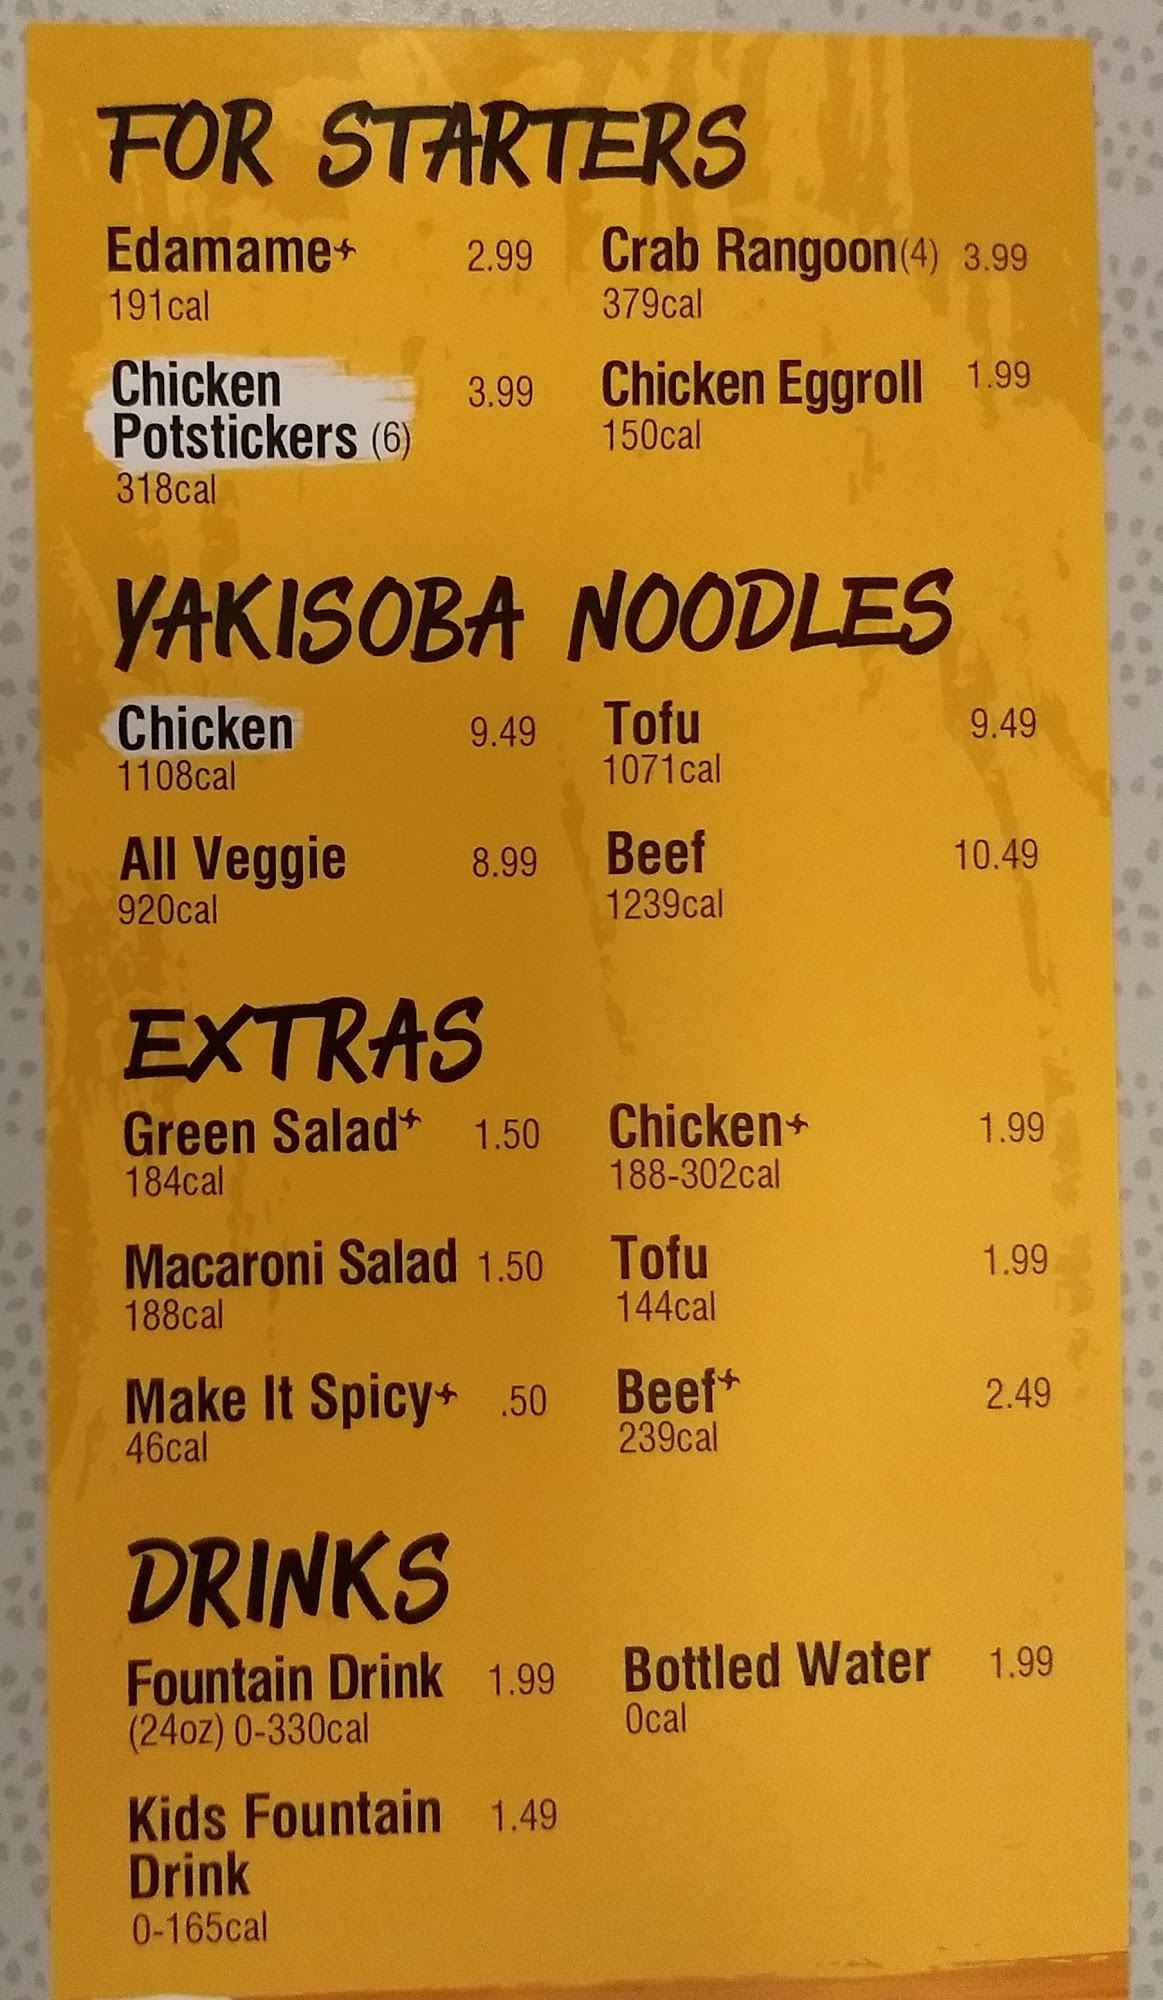 FOR STARTERS
Edamame+ 2.99
191cal
Chicken
Potstickers (6) 3.99
318cal
Crab Rangoon(4) 3.99
379cal
Chicken Eggroll 1.99
150cal
YAKISOBA NOODLES
Chicken 9.49
1108cal
All Veggie 8.99
920cal
Tofu 9.49
1071cal
Beef 10.49
1239cal
EXTRAS
Green Salad+ 1.50
184cal
Macaroni Salad 1.50
188cal
Make It Spicy+ .50
46cal
Chicken+ 1.99
188-302cal
Tofu 1.99
144cal
Beef+ 2.49
239cal
DRINKS
Fountain Drink 1.99
(24oz) 0-330cal
Kids Fountain 1.49
Drink
0-165cal
Bottled Water 1.99
0cal